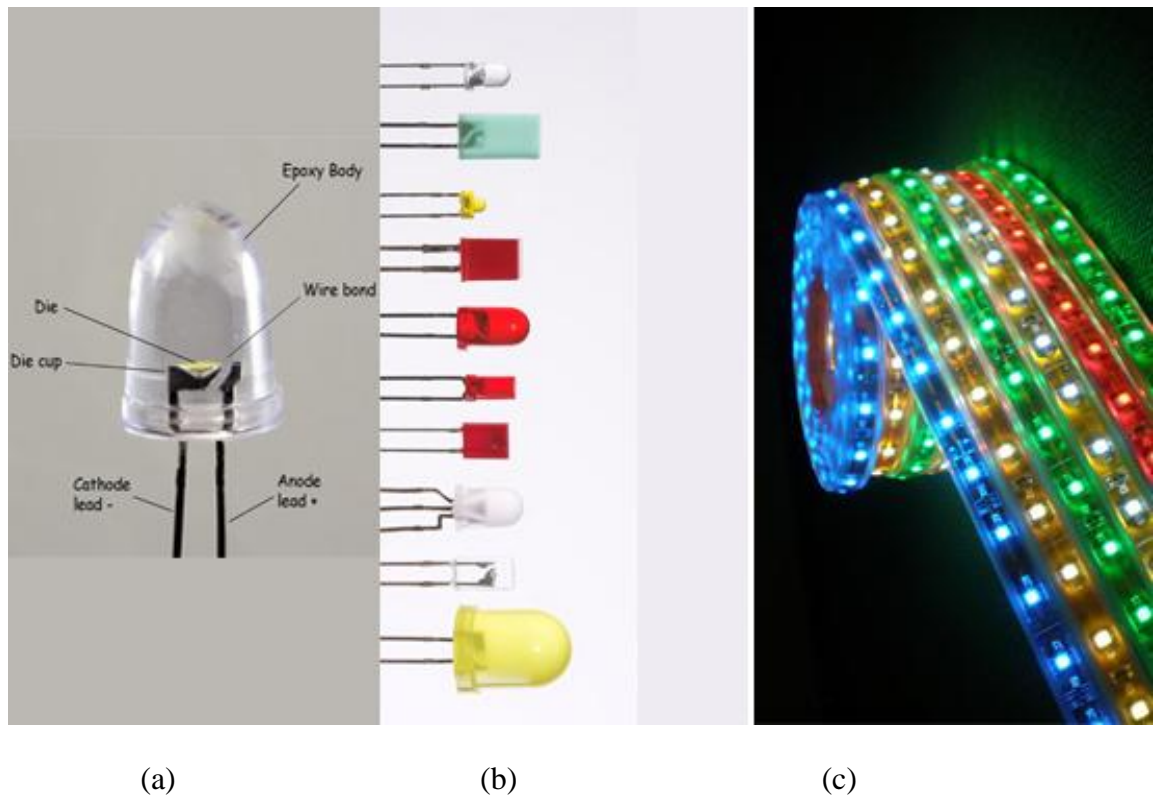 Epoxy Body
Wire bond
Die
Die cup
Cathode
lead -
Anode
lead +
(a)
(b)
(c)